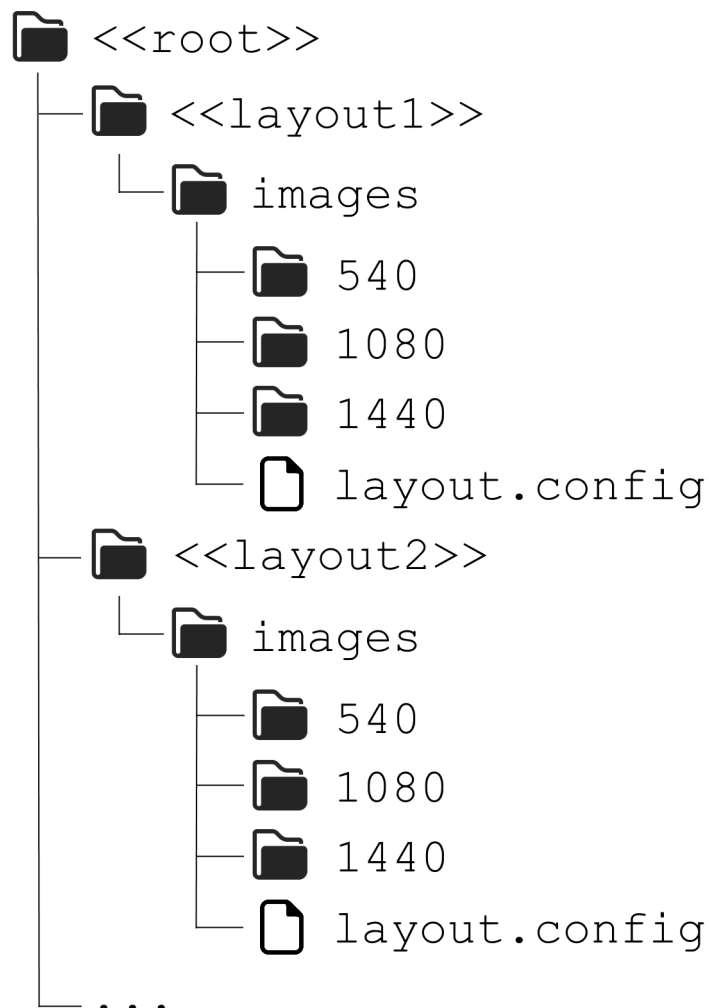 <<root>>
<<layout1>>
images
540
1080
1440
layout.config
<<layout2>>
images
540
1080
1440
layout.config
...